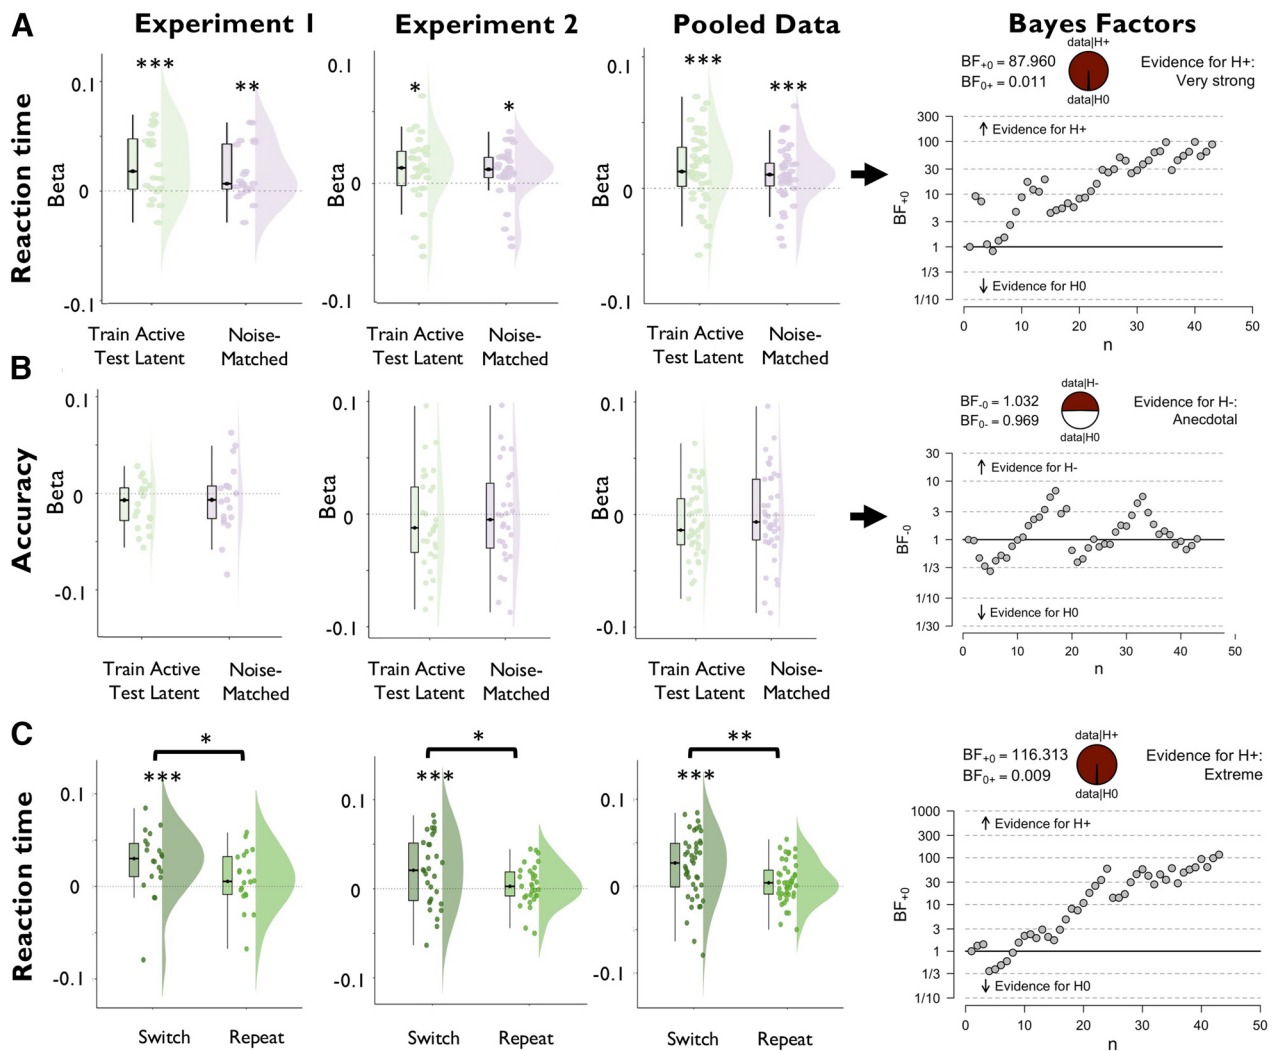 A
Experiment 1
Experiment 2
Pooled Data
Bayes Factors
Reaction time
Beta
0.1
0
-0.1
***
**
Train Active
Test Latent
Noise-
Matched
Beta
0.1
0
-0.1
*
*
Train Active
Test Latent
Noise-
Matched
Beta
0.1
0
-0.1
***
***
Train Active
Test Latent
Noise-
Matched
BF+0 = 87.960
BF0+ = 0.011
data|H+
data|H0
Evidence for H+:
Very strong
BF+0
300
100
30
10
3
1
1/3
1/10
↑ Evidence for H+
↓ Evidence for H0
0 10 20 30 40 50
n
B
Accuracy
Beta
0.1
0
-0.1
Train Active
Test Latent
Noise-
Matched
Beta
0.1
0
-0.1
Train Active
Test Latent
Noise-
Matched
Beta
0.1
0
-0.1
Train Active
Test Latent
Noise-
Matched
BF-0 = 1.032
BF0- = 0.969
data|H-
data|H0
Evidence for H-:
Anecdotal
BF-0
30
10
3
1
1/3
1/10
1/30
↑ Evidence for H-
↓ Evidence for H0
0 10 20 30 40 50
n
C
Reaction time
0.1
0
-0.1
*
***
Switch
Repeat
0.1
0
-0.1
*
***
Switch
Repeat
0.1
0
-0.1
**
***
Switch
Repeat
BF+0 = 116.313
BF0+ = 0.009
data|H+
data|H0
Evidence for H+:
Extreme
BF+0
1000
300
100
30
10
3
1
1/3
1/10
↑ Evidence for H+
↓ Evidence for H0
0 10 20 30 40 50
n